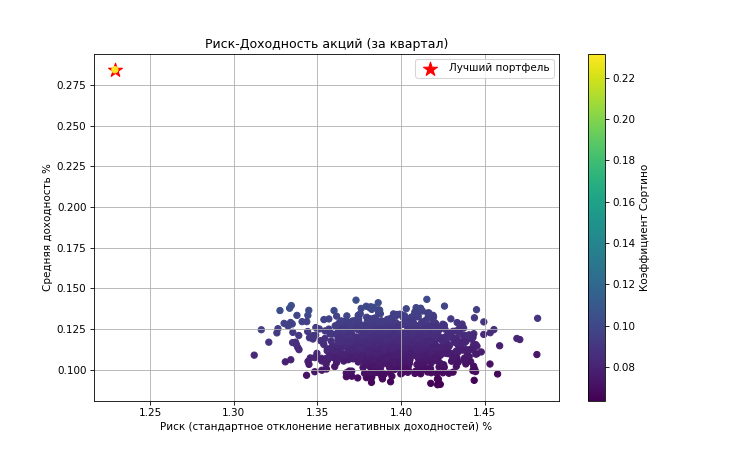 Риск-Доходность акций (за квартал)
Лучший портфель
Средняя доходность %
0.275
0.250
0.225
0.200
0.175
0.150
0.125
0.100
1.25 1.30 1.35 1.40 1.45
Риск (стандартное отклонение негативных доходностей) %
0.22
0.20
0.18
0.16
0.14
0.12
0.10
0.08
Коэффициент Сортино